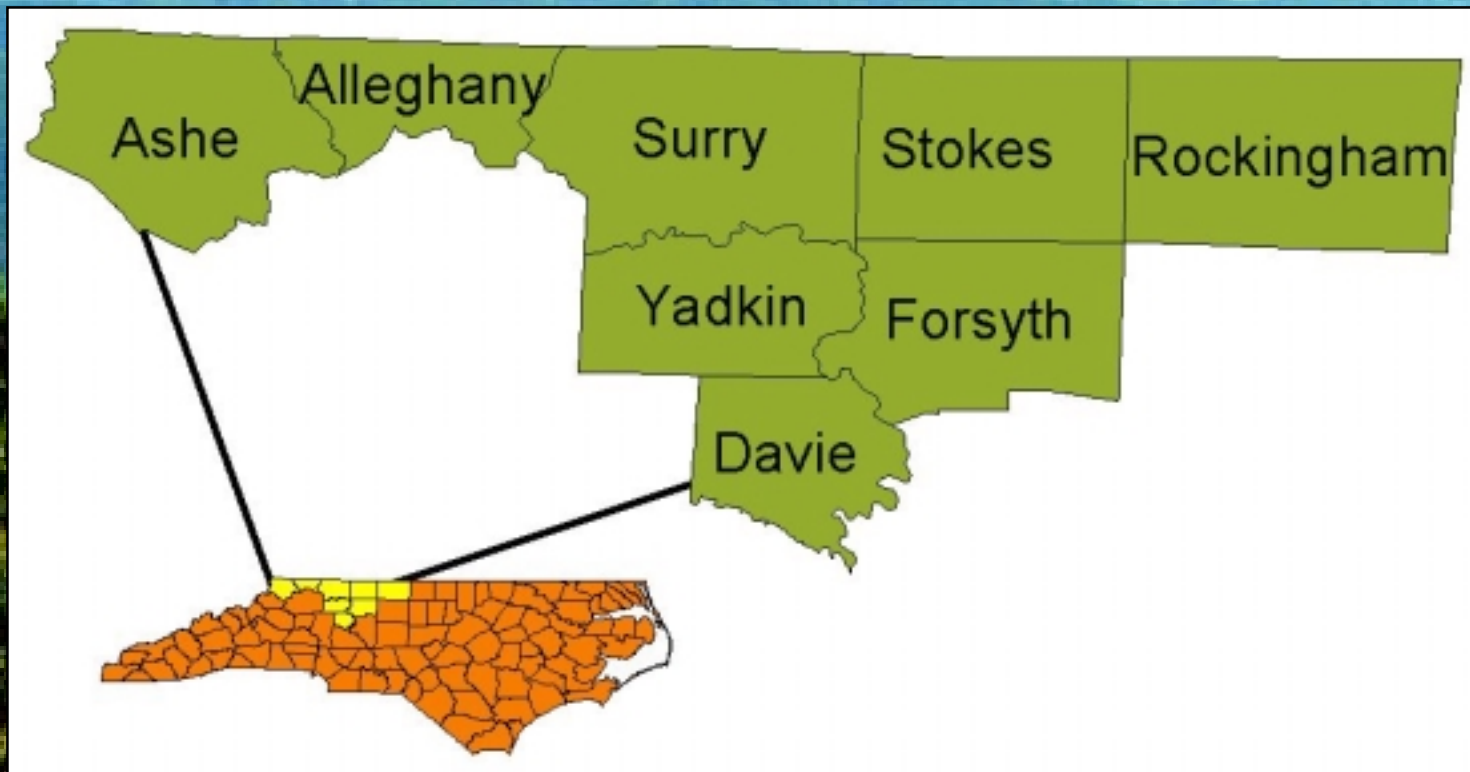 Ashe
Alleghany
Surry
Stokes
Rockingham
Yadkin
Forsyth
Davie